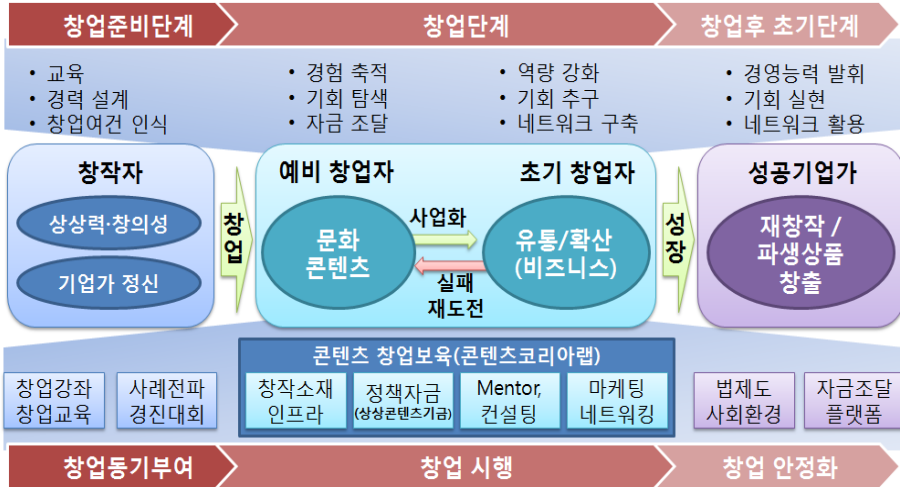 창업준비단계
창업단계
창업후 초기단계
• 교육
• 경력 설계
• 창업여건 인식
• 경험 축적
• 기회 탐색
• 자금 조달
• 역량 강화
• 기회 추구
• 네트워크 구축
• 경영능력 발휘
• 기회 실현
• 네트워크 활용
창작자
상상력·창의성
기업가 정신
창업
예비 창업자
문화
콘텐츠
사업화
실패
재도전
초기 창업자
유통/확산
(비즈니스)
성장
성공기업가
재창작 /
파생상품
창출
창업강좌
창업교육
사례전파
경진대회
콘텐츠 창업보육(콘텐츠코리아랩)
창작소재
인프라
정책자금
(상상콘텐츠기금)
Mentor,
컨설팅
마케팅
네트워킹
법제도
사회환경
자금조달
플랫폼
창업동기부여
창업 시행
창업 안정화